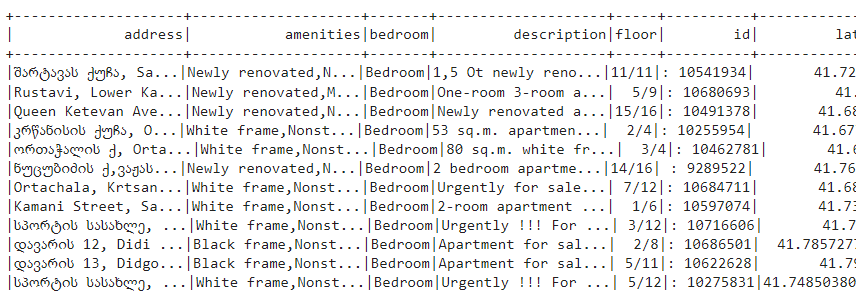 +--------------------+--------------------+-------+--------------------+-----+----------+----------
| address| amenities|bedroom| description|floor| id| lat
+--------------------+--------------------+-------+--------------------+-----+----------+----------
|შარტავას ქუჩა, Sa...|Newly renovated,N...|Bedroom|1,5 Ot newly reno...|11/11|: 10541934| 41.72
|Rustavi, Lower Ka...|Newly renovated,M...|Bedroom|One-room 3-room a...| 5/9|: 10680693| 41.
|Queen Ketevan Ave...|Newly renovated,N...|Bedroom|Newly renovated a...|15/16|: 10491378| 41.68
|კრწანისის ქუჩა, O...|White frame,Nonst...|Bedroom|53 sq.m. apartmen...| 2/4|: 10255954| 41.67
|ორთაჭალის ქ, Orta...|White frame,Nonst...|Bedroom|80 sq.m. white fr...| 3/4|: 10462781| 41.6
|ნუცუბიძის ქ,ვაჟას...|Newly renovated,N...|Bedroom|2 bedroom apartme...|14/16| : 9289522| 41.76
|Ortachala, Krtsan...|White frame,Nonst...|Bedroom|Urgently for sale...| 7/12|: 10684711| 41.68
|Kamani Street, Sa...|White frame,Nonst...|Bedroom|2-room apartment ...| 1/6|: 10597074| 41.73
|სპორტის სასახლე, ...|White frame,Nonst...|Bedroom|Urgently !!! For ...| 3/12|: 10716606| 41.7
|დავარის 12, Didi ...|Black frame,Nonst...|Bedroom|Apartment for sal...| 2/8|: 10686501| 41.7857277
|დავარის 13, Didgo...|Black frame,Nonst...|Bedroom|Apartment for sal...| 5/11|: 10622628| 41.79
|სპორტის სასახლე, ...|White frame,Nonst...|Bedroom|Urgently !!! For ...| 5/12|: 10275831|41.74850380